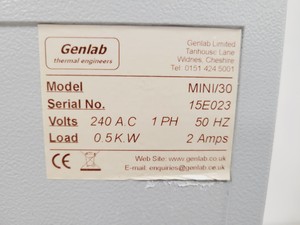 Genlab
thermal engineers
Genlab Limited
Tanhouse Lane
Widnes, Cheshire
Tel: 0151 424 5001
Model MINI/30
Serial No. 15E023
Volts 240 A.C 1 PH 50 HZ
Load 0.5 K.W 2 Amps
CE
Web Site: www.genlab.co.uk
E-mail: enquiries@genlab.co.uk